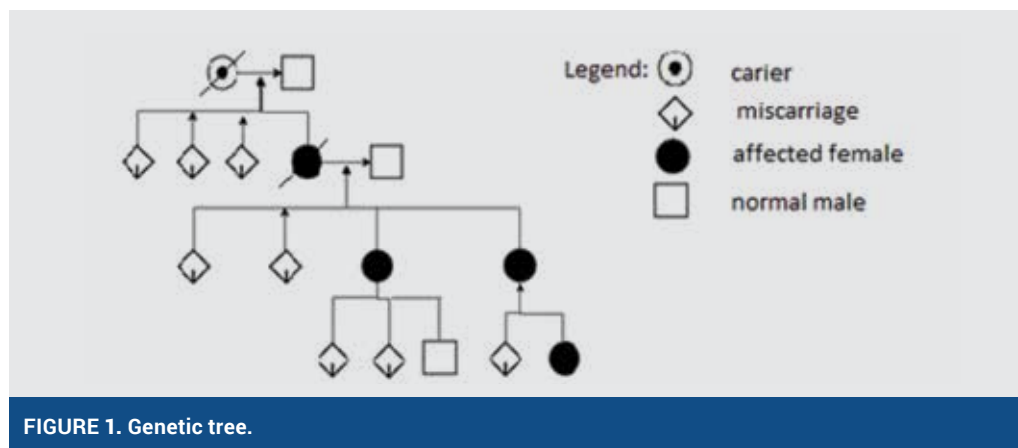 Legend: carier
miscarriage
affected female
normal male
FIGURE 1. Genetic tree.